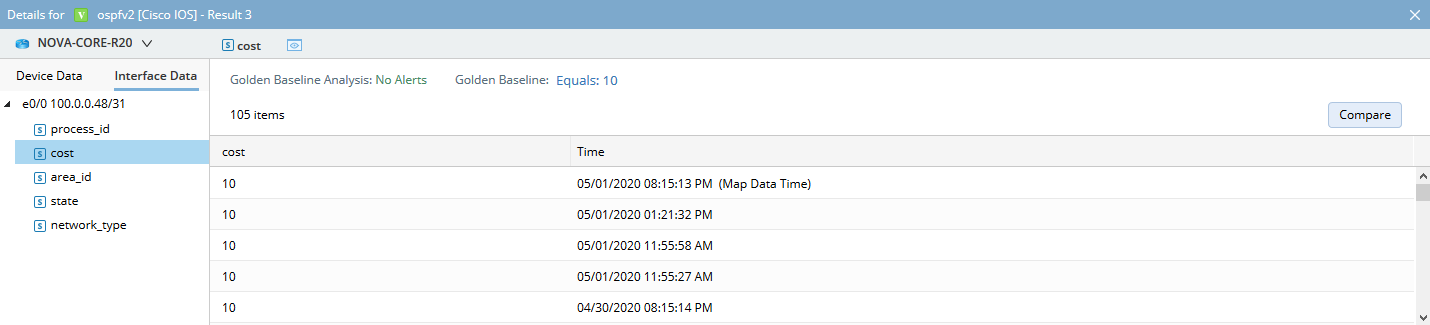 Details for V ospfv2 [Cisco IOS] - Result 3
NOVA-CORE-R20
$ cost
Device Data Interface Data
e0/0 100.0.0.48/31
$ process_id
$ cost
$ area_id
$ state
$ network_type
Golden Baseline Analysis: No Alerts Golden Baseline: Equals: 10
105 items
Compare
cost Time
10 05/01/2020 08:15:13 PM (Map Data Time)
10 05/01/2020 01:21:32 PM
10 05/01/2020 11:55:58 AM
10 05/01/2020 11:55:27 AM
10 04/30/2020 08:15:14 PM